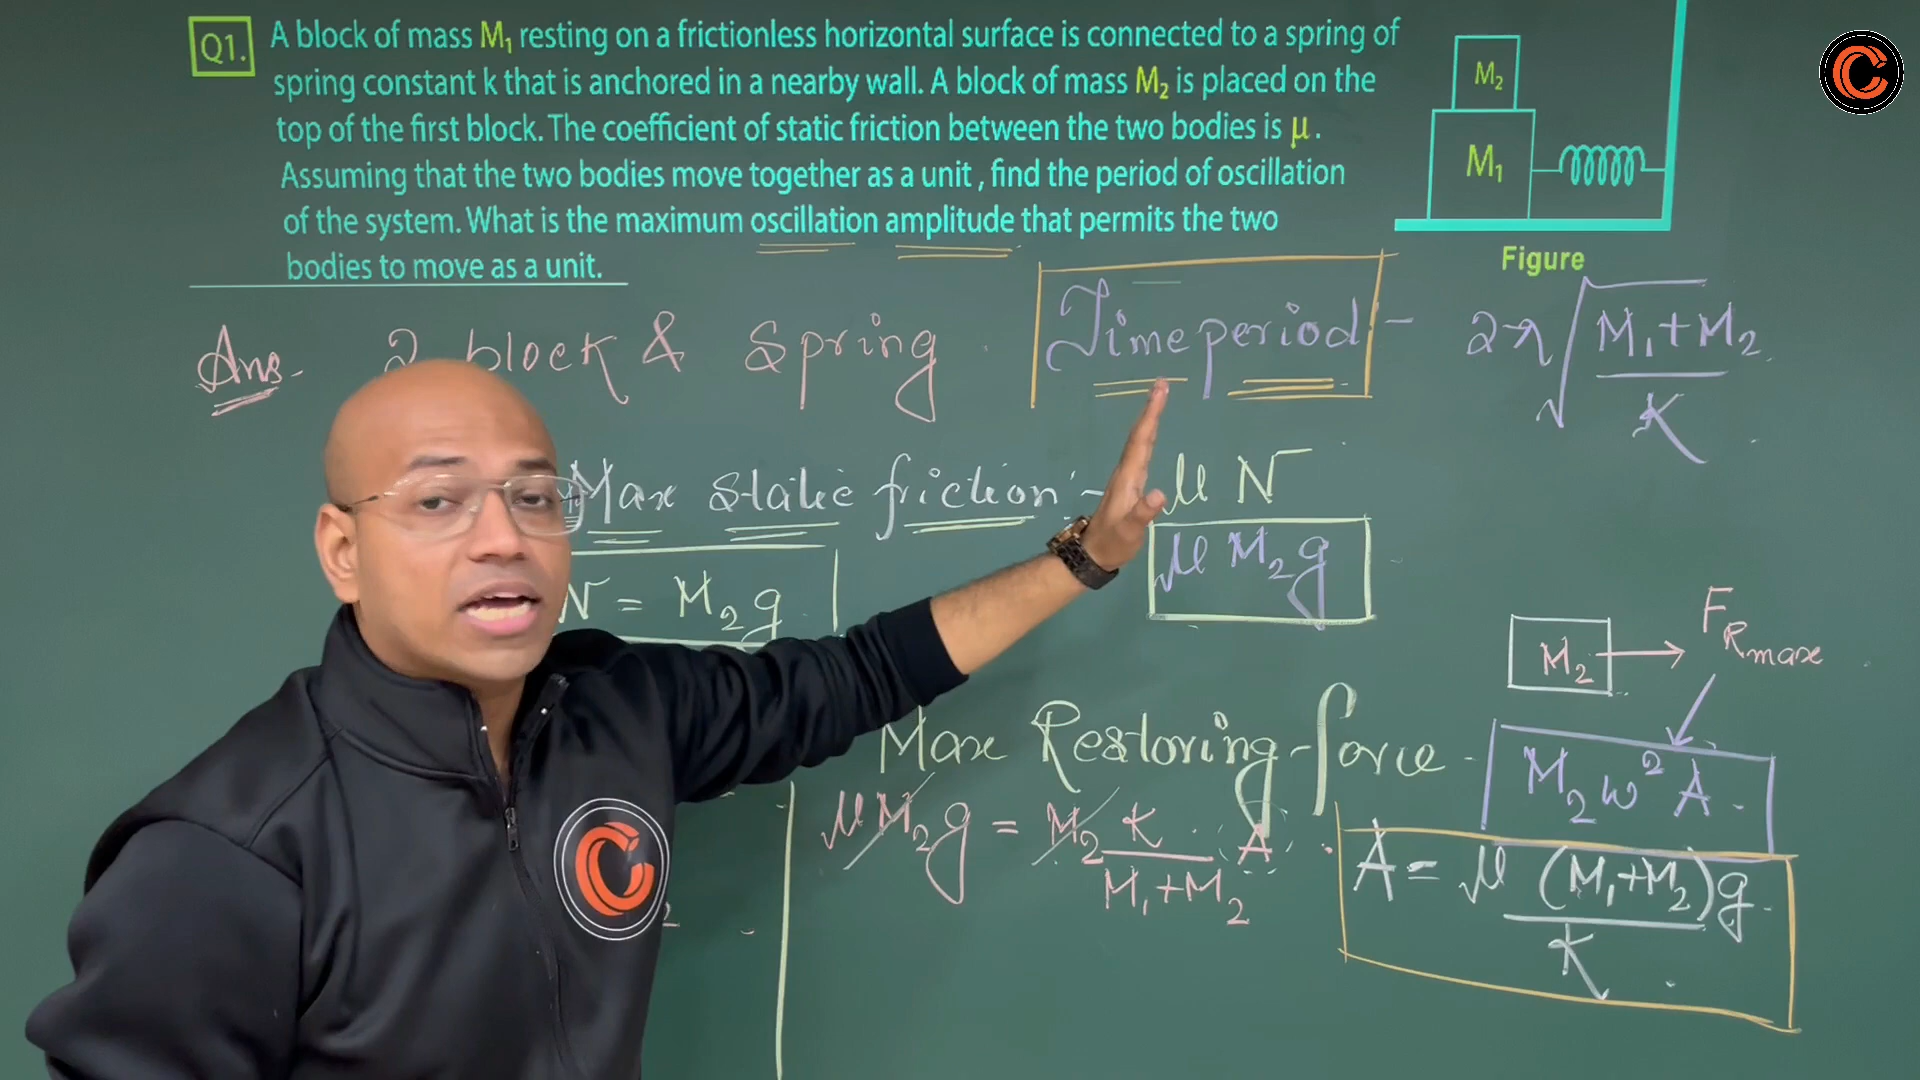 Q1. A block of mass M₁ resting on a frictionless horizontal surface is connected to a spring of
spring constant k that is anchored in a nearby wall. A block of mass M₂ is placed on the
top of the first block. The coefficient of static friction between the two bodies is μ.
Assuming that the two bodies move together as a unit, find the period of oscillation
of the system. What is the maximum oscillation amplitude that permits the two
bodies to move as a unit.
M₂
M₁
Figure
Ans. 2 block & Spring
Time period - 2π√(M₁+M₂/K)
Max static friction - μN
N = M₂g
μM₂g
M₂ → F_Rmax
Max Restoring-force - M₂ω²A
μM₂g = M₂ K/(M₁+M₂) A
A = μ(M₁+M₂)g/K